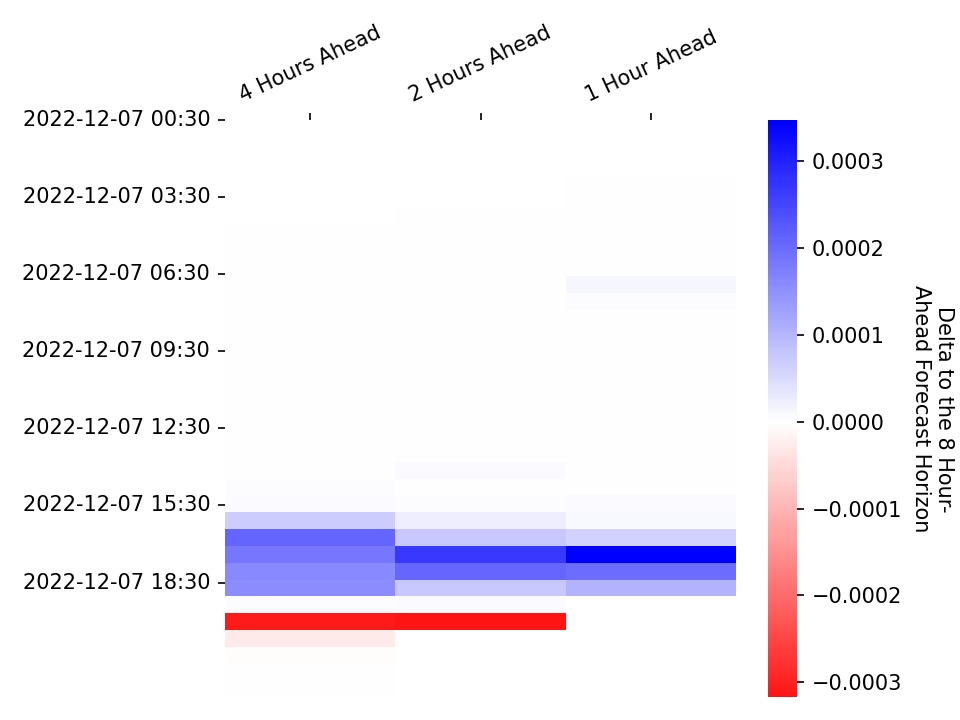 4 Hours Ahead
2 Hours Ahead
1 Hour Ahead
2022-12-07 00:30
2022-12-07 03:30
2022-12-07 06:30
2022-12-07 09:30
2022-12-07 12:30
2022-12-07 15:30
2022-12-07 18:30
0.0003
0.0002
0.0001
0.0000
−0.0001
−0.0002
−0.0003
Delta to the 8 Hour-
Ahead Forecast Horizon